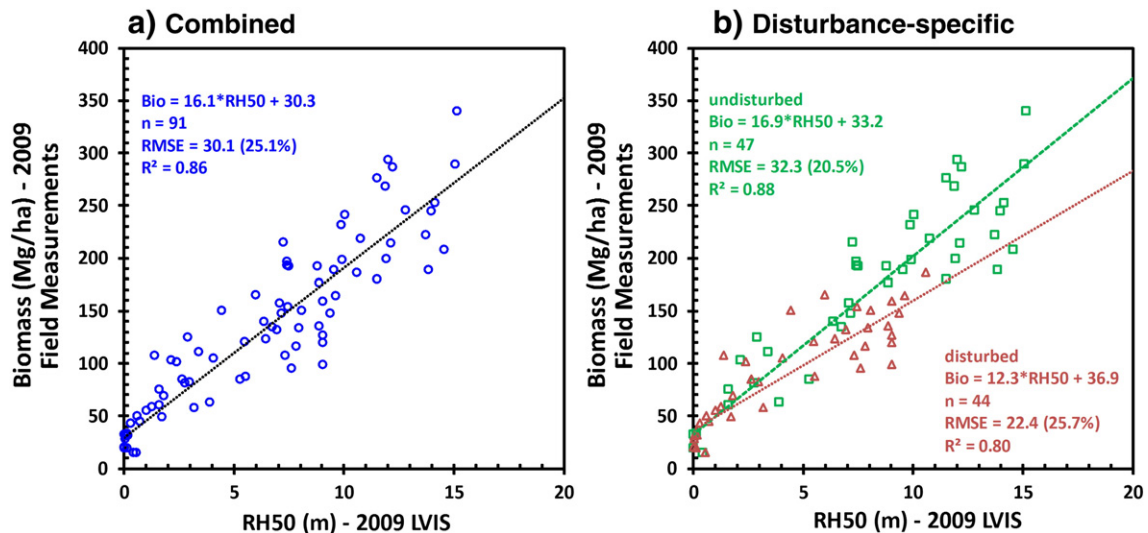 a) Combined
400
350
300
250
200
150
100
50
0
Biomass (Mg/ha) - 2009
Field Measurements
Bio = 16.1*RH50 + 30.3
n = 91
RMSE = 30.1 (25.1%)
R² = 0.86
0 5 10 15 20
RH50 (m) - 2009 LVIS
b) Disturbance-specific
400
350
300
250
200
150
100
50
0
Biomass (Mg/ha) - 2009
Field Measurements
undisturbed
Bio = 16.9*RH50 + 33.2
n = 47
RMSE = 32.3 (20.5%)
R² = 0.88
disturbed
Bio = 12.3*RH50 + 36.9
n = 44
RMSE = 22.4 (25.7%)
R² = 0.80
0 5 10 15 20
RH50 (m) - 2009 LVIS